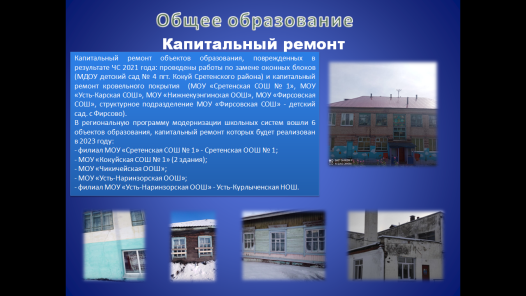 Общее образование
Капитальный ремонт
Капитальный ремонт объектов образования, поврежденных в
результате ЧС 2021 года: проведены работы по замене оконных блоков
(МДОУ детский сад № 4 пгт. Кокуй Сретенского района) и капитальный
ремонт кровельного покрытия (МОУ «Сретенская СОШ № 1», МОУ
«Усть-Карская СОШ», МОУ «Нижнекуэнгинская ООШ», МОУ «Фирсовская
СОШ», структурное подразделение МОУ «Фирсовская СОШ» - детский
сад, с Фирсово).
В региональную программу модернизации школьных систем вошли 6
объектов образования, капитальный ремонт которых будет реализован
в 2023 году:
- филиал МОУ «Сретенская СОШ № 1» - Сретенская ООШ № 1;
- МОУ «Кокуйская СОШ № 1» (2 здания);
- МОУ «Чикичейская ООШ»;
- МОУ «Усть-Наринзорская ООШ»;
- филиал МОУ «Усть-Наринзорская ООШ» - Усть-Курлыченская НОШ.